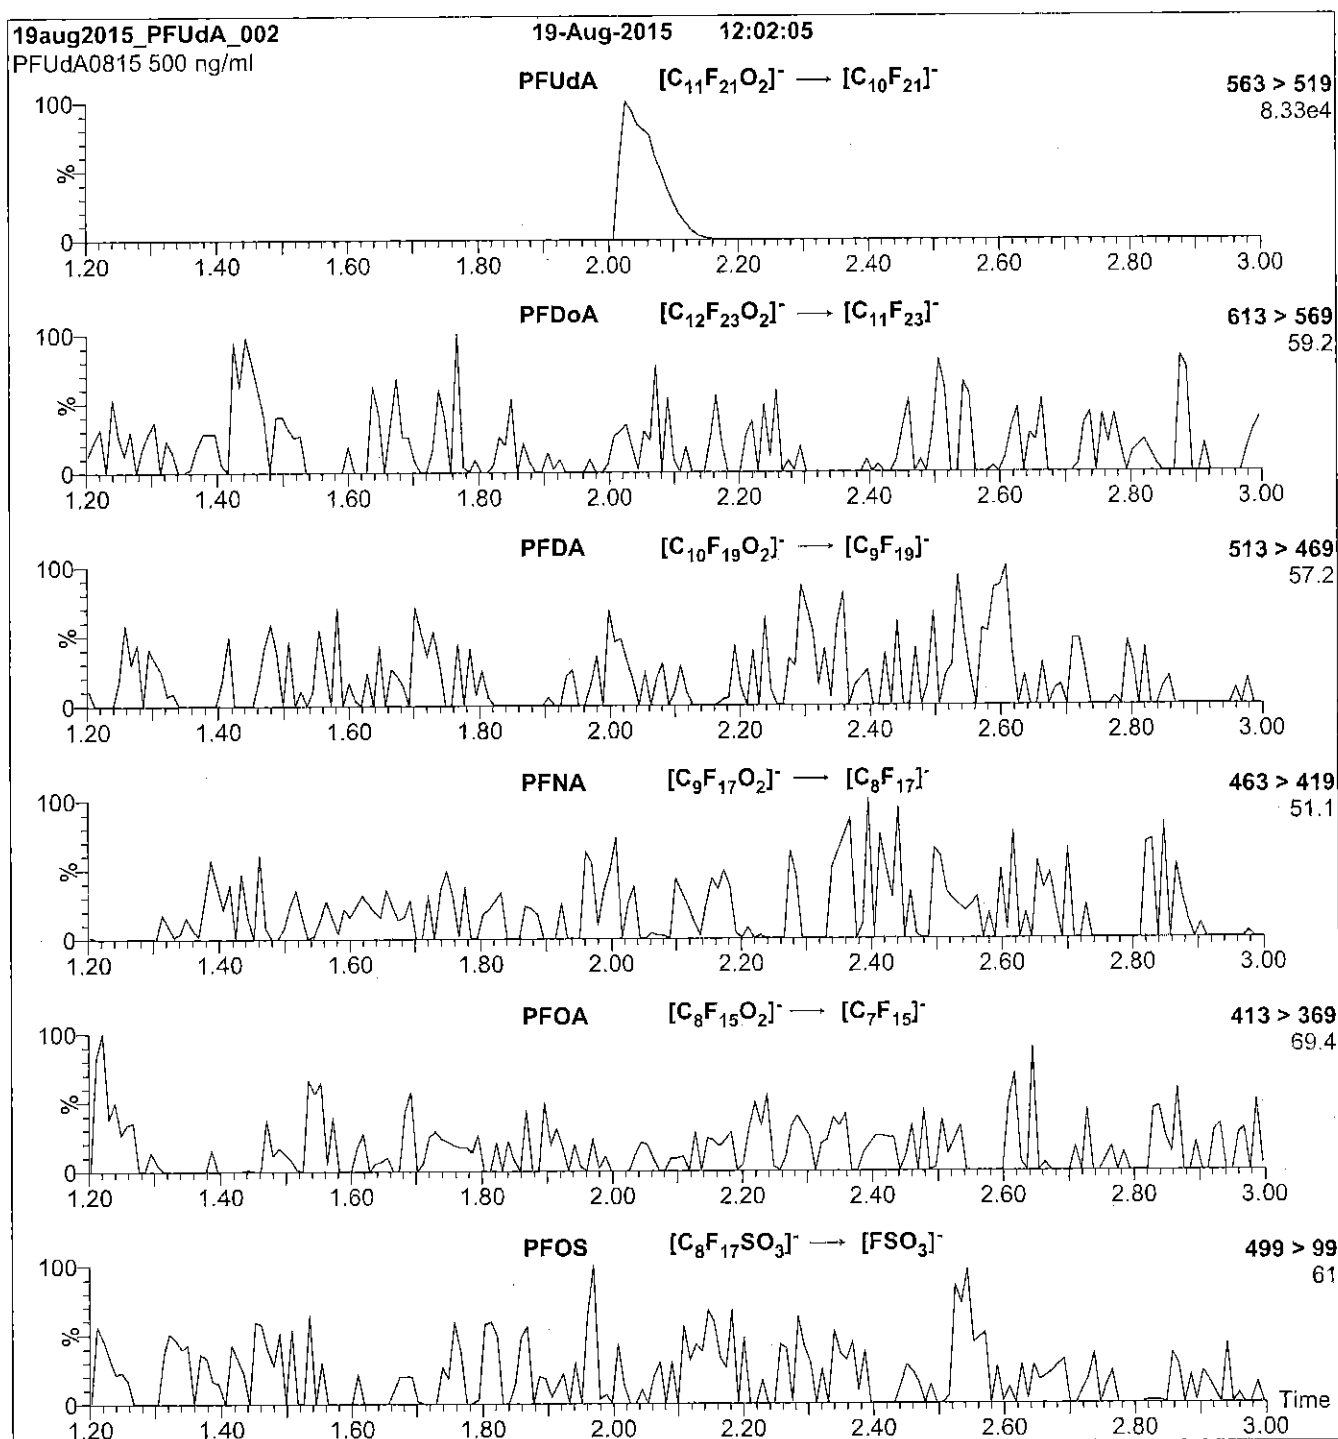 19aug2015_PFUdA_002 19-Aug-2015 12:02:05
PFUdA0815 500 ng/ml
PFUdA [C₁₁F₂₁O₂]⁻ → [C₁₀F₂₁]⁻ 563 > 519
8.33e4
100
%
0
1.20 1.40 1.60 1.80 2.00 2.20 2.40 2.60 2.80 3.00
PFDoA [C₁₂F₂₃O₂]⁻ → [C₁₁F₂₃]⁻ 613 > 569
59.2
100
%
0
1.20 1.40 1.60 1.80 2.00 2.20 2.40 2.60 2.80 3.00
PFDA [C₁₀F₁₉O₂]⁻ → [C₉F₁₉]⁻ 513 > 469
57.2
100
%
0
1.20 1.40 1.60 1.80 2.00 2.20 2.40 2.60 2.80 3.00
PFNA [C₉F₁₇O₂]⁻ → [C₈F₁₇]⁻ 463 > 419
51.1
100
%
0
1.20 1.40 1.60 1.80 2.00 2.20 2.40 2.60 2.80 3.00
PFOA [C₈F₁₅O₂]⁻ → [C₇F₁₅]⁻ 413 > 369
69.4
100
%
0
1.20 1.40 1.60 1.80 2.00 2.20 2.40 2.60 2.80 3.00
PFOS [C₈F₁₇SO₃]⁻ → [FSO₃]⁻ 499 > 99
61
100
%
0
Time
1.20 1.40 1.60 1.80 2.00 2.20 2.40 2.60 2.80 3.00